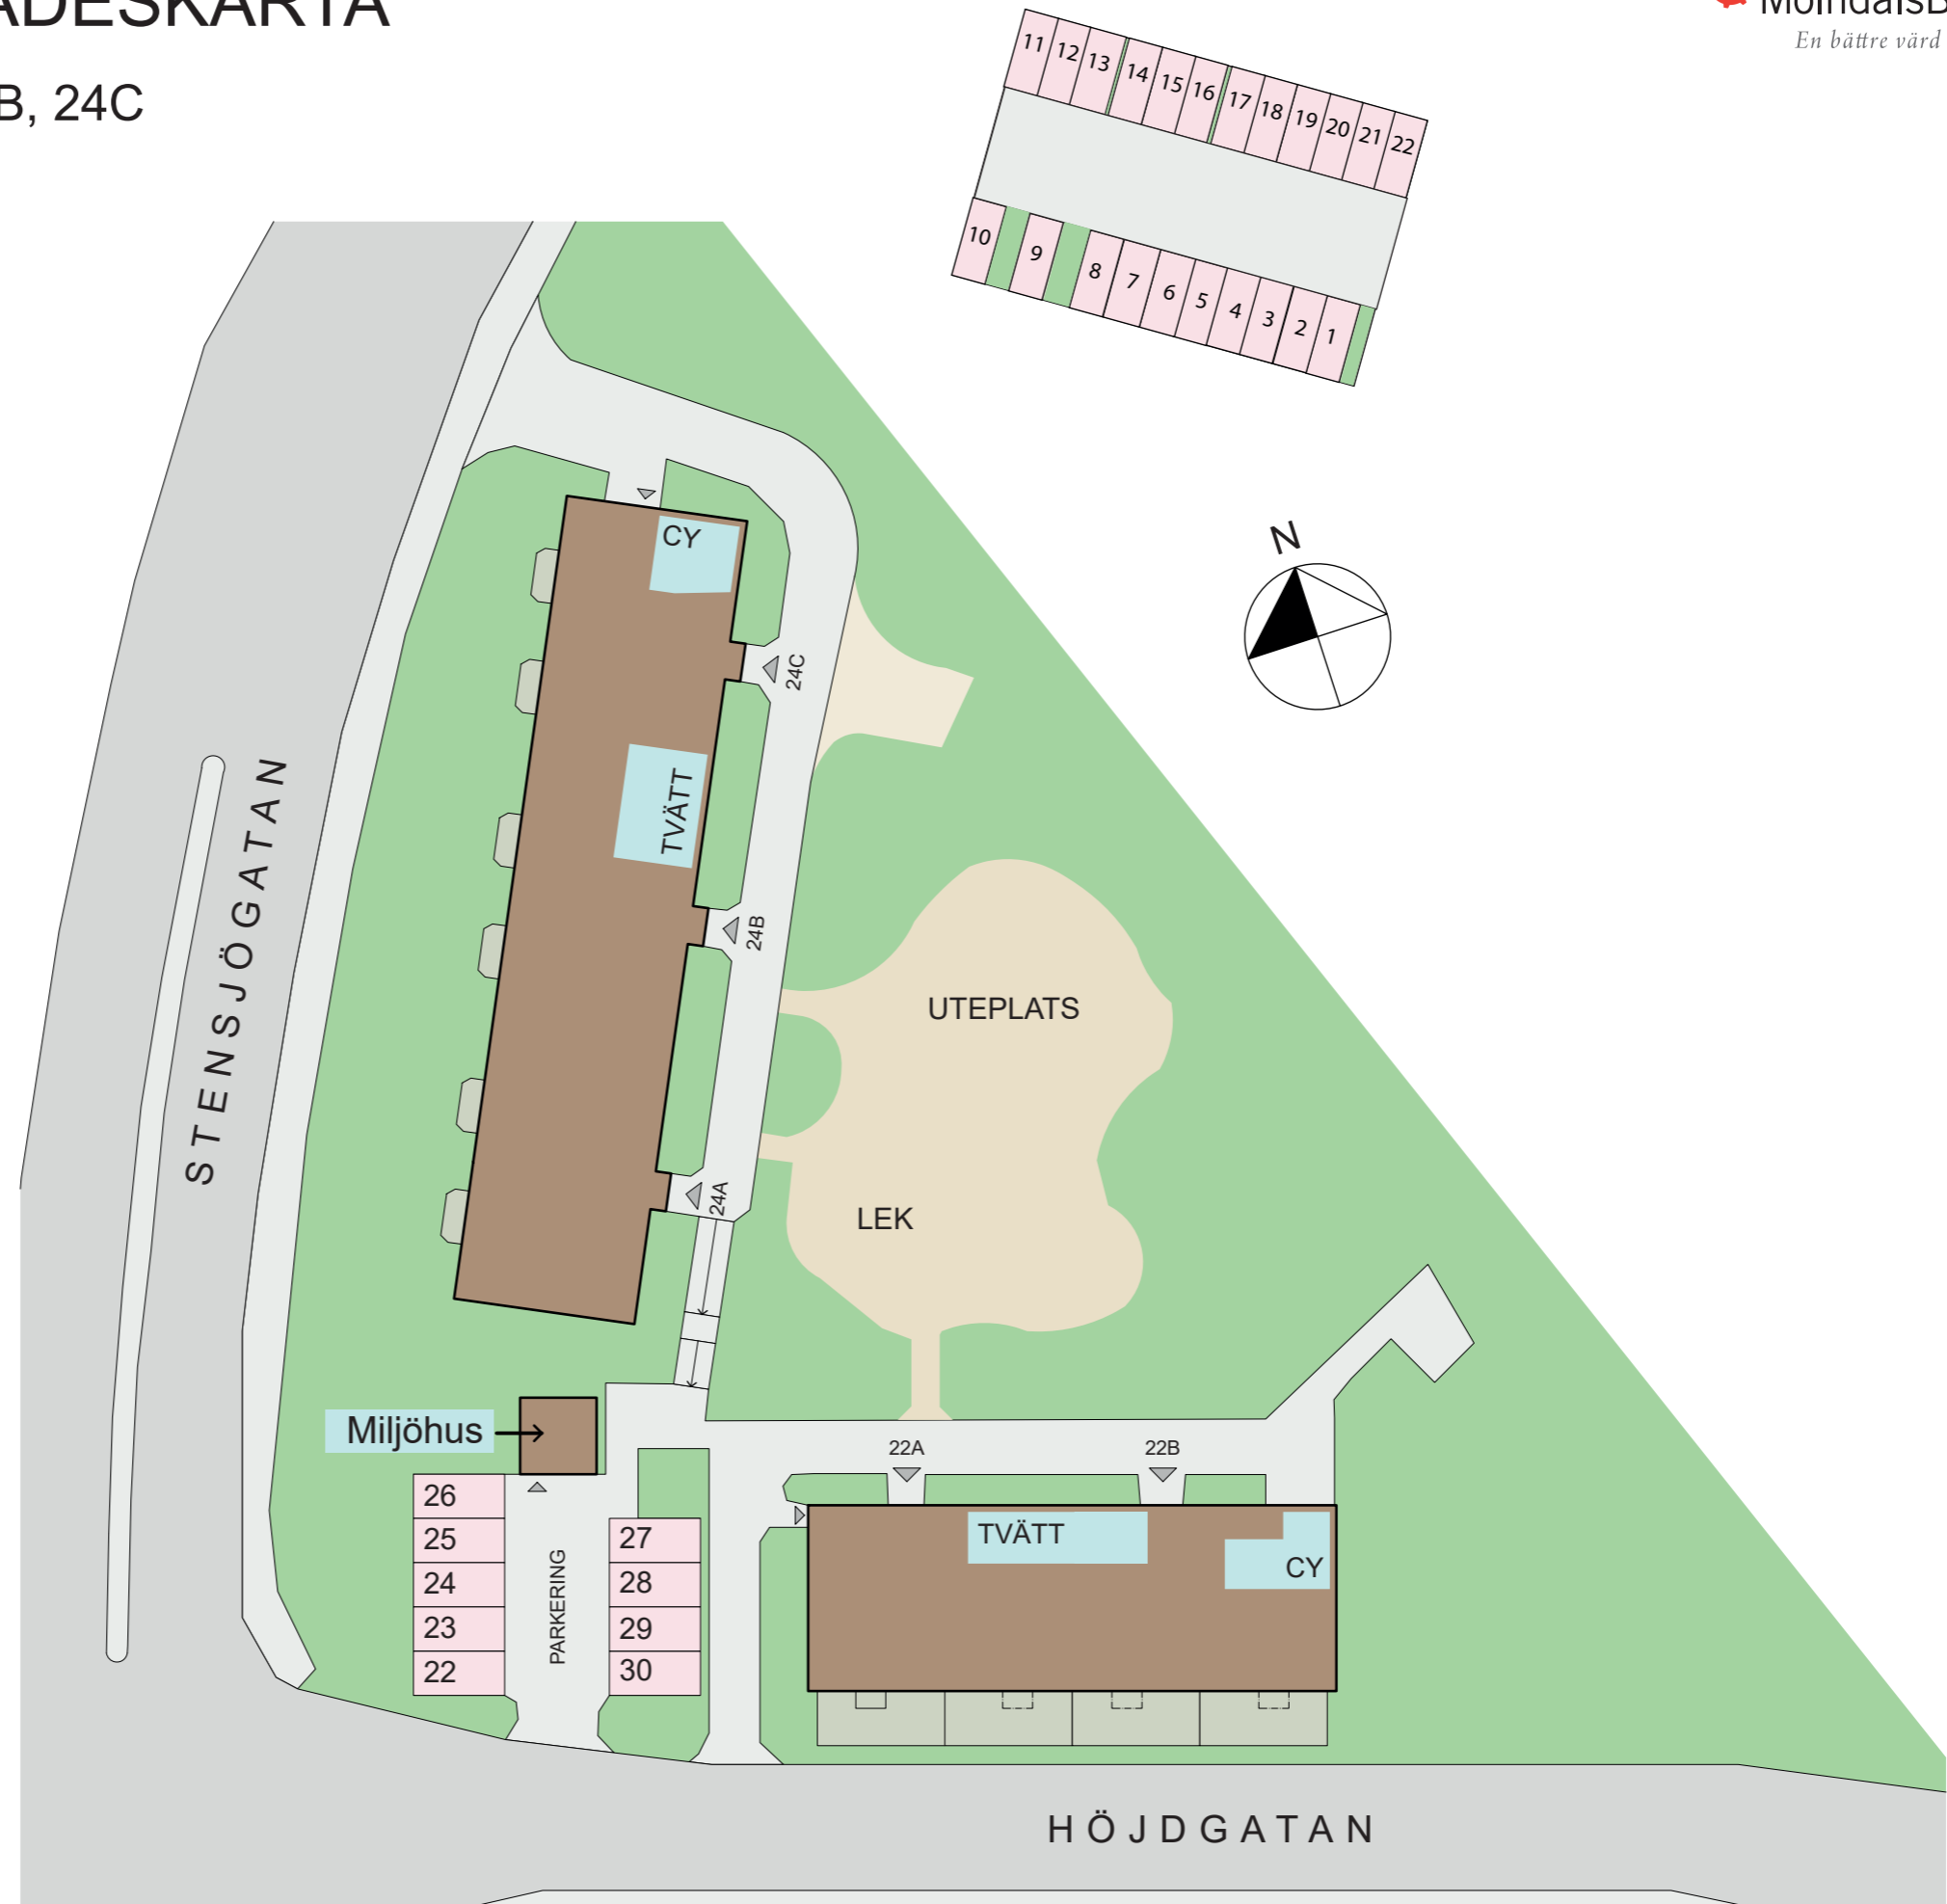 ADESKARTA
MölndalsB
En bättre värd
B, 24C
11 12 13 14 15 16 17 18 19 20 21 22
10 9 8 7 6 5 4 3 2 1
N
CY
24C
TVÄTT
24B
STENSJÖGATAN
UTEPLATS
24A
LEK
Miljöhus
22A
22B
26
25
24
23
22
PARKERING
27
28
29
30
TVÄTT
CY
HÖJDGATAN